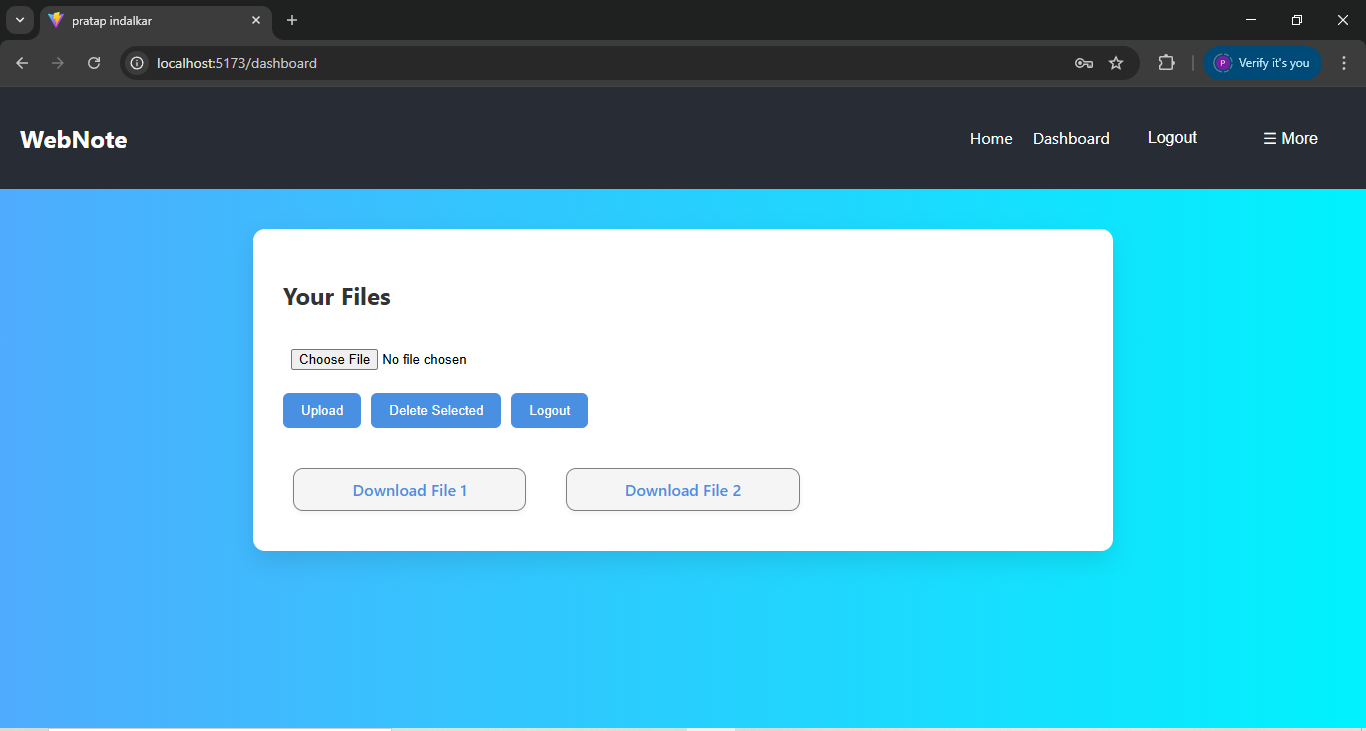 pratap indalkar
localhost:5173/dashboard
P Verify it's you
WebNote
Home Dashboard Logout ☰ More
Your Files
Choose File No file chosen
Upload Delete Selected Logout
Download File 1 Download File 2